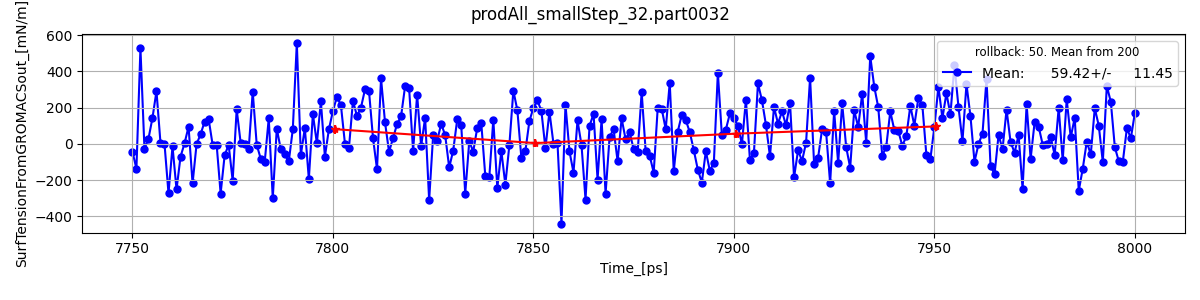 prodAll_smallStep_32.part0032
SurfTensionFromGROMACSout_[mN/m]
600
400
200
0
−200
−400
rollback: 50. Mean from 200
Mean: 59.42+/- 11.45
7750
7800
7850
7900
7950
8000
Time_[ps]